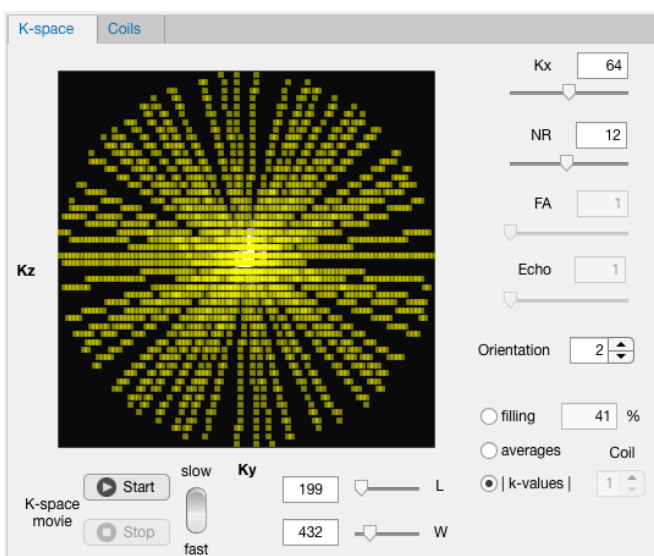 K-space Coils
Kx 64
NR 12
FA 1
Echo 1
Kz
Orientation 2
filling 41 %
averages Coil
| k-values | 1
Ky
slow
K-space
movie
Start
Stop
fast
199 L
432 W